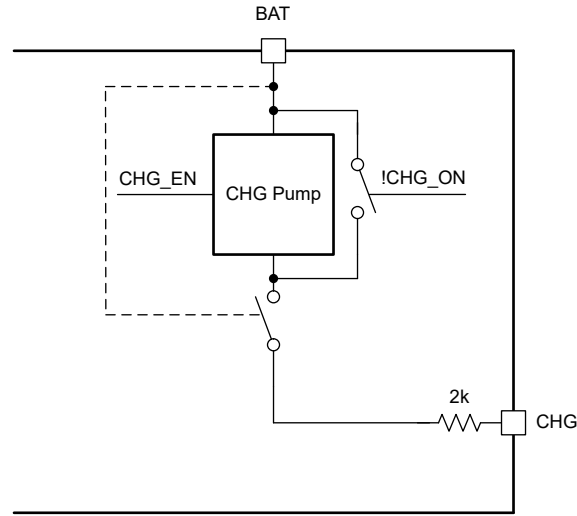 BAT
CHG_EN
CHG Pump
!CHG_ON
2k
CHG